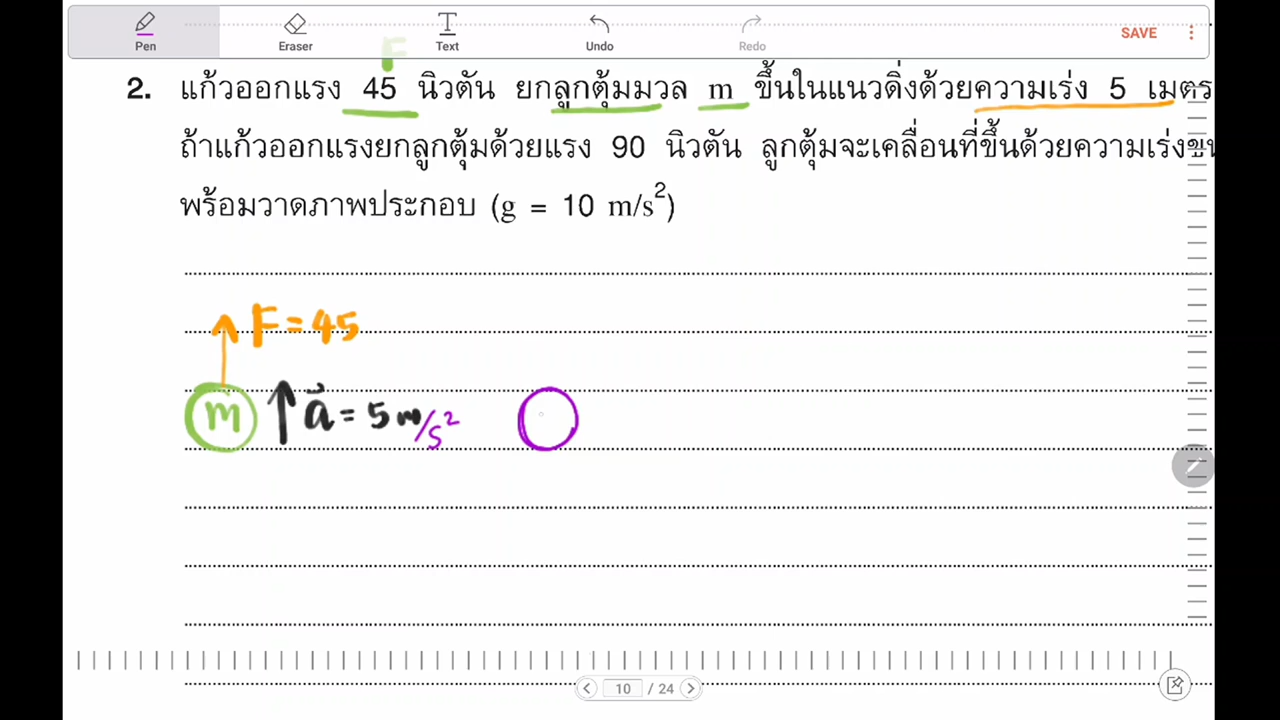 Pen Eraser Text Undo Redo SAVE
F
2. แก้วออกแรง 45 นิวตัน ยกลูกตุ้มมวล m ขึ้นในแนวดิ่งด้วยความเร่ง 5 เมตร
ถ้าแก้วออกแรงยกลูกตุ้มด้วยแรง 90 นิวตัน ลูกตุ้มจะเคลื่อนที่ขึ้นด้วยความเร่ง
พร้อมวาดภาพประกอบ (g = 10 m/s²)
F = 45
m a⃗ = 5 m/s²
10 / 24